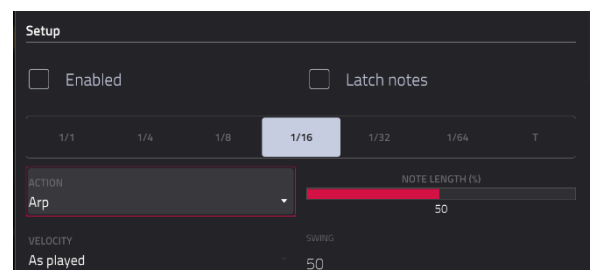 Setup
Enabled
Latch notes
1/1 1/4 1/8 1/16 1/32 1/64 T
ACTION
Arp
NOTE LENGTH (%)
50
VELOCITY
As played
SWING
50